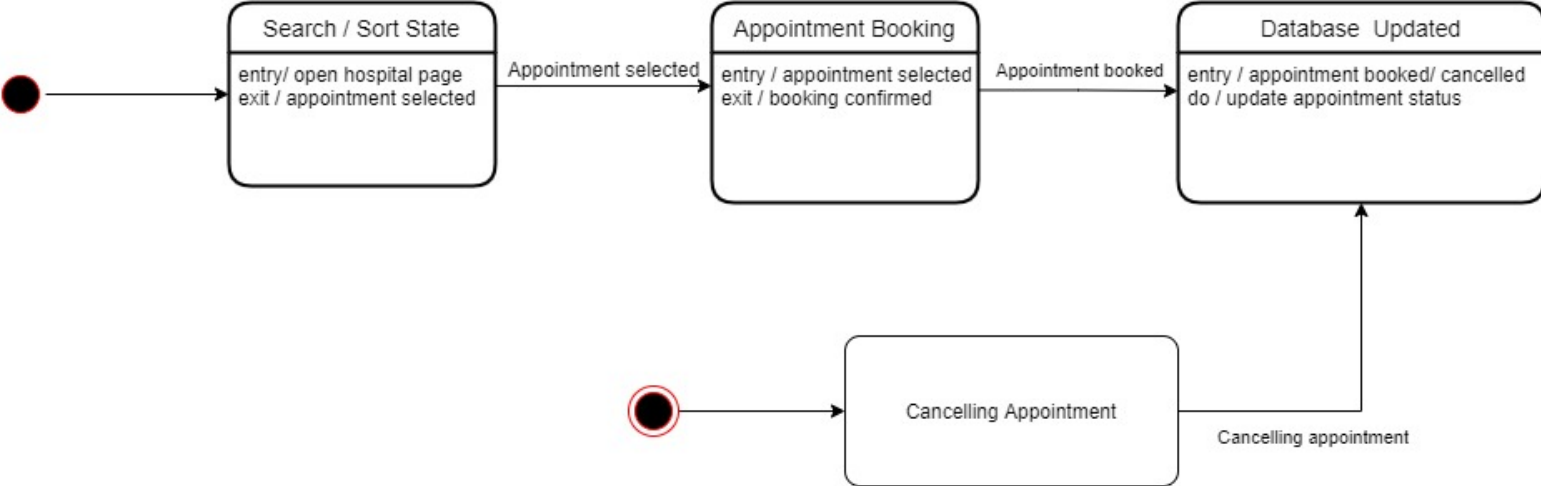 Search / Sort State
entry/ open hospital page
exit / appointment selected
Appointment selected
Appointment Booking
entry / appointment selected
exit / booking confirmed
Appointment booked
Database Updated
entry / appointment booked/ cancelled
do / update appointment status
Cancelling Appointment
Cancelling appointment